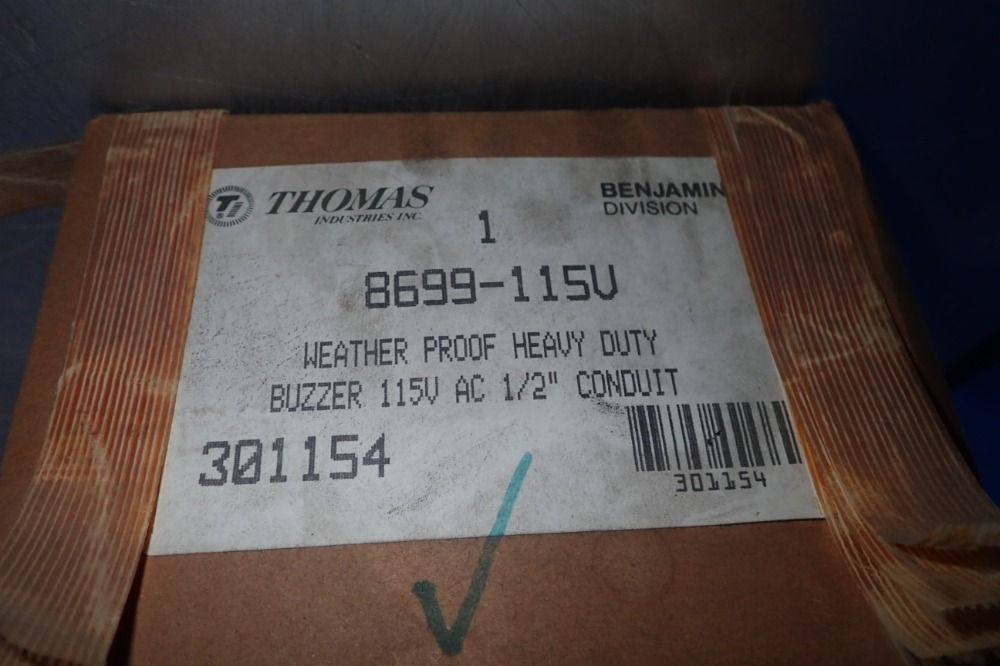 Ti THOMAS
INDUSTRIES INC.
BENJAMIN
DIVISION
1
8699-115V
WEATHER PROOF HEAVY DUTY
BUZZER 115V AC 1/2" CONDUIT
301154
301154